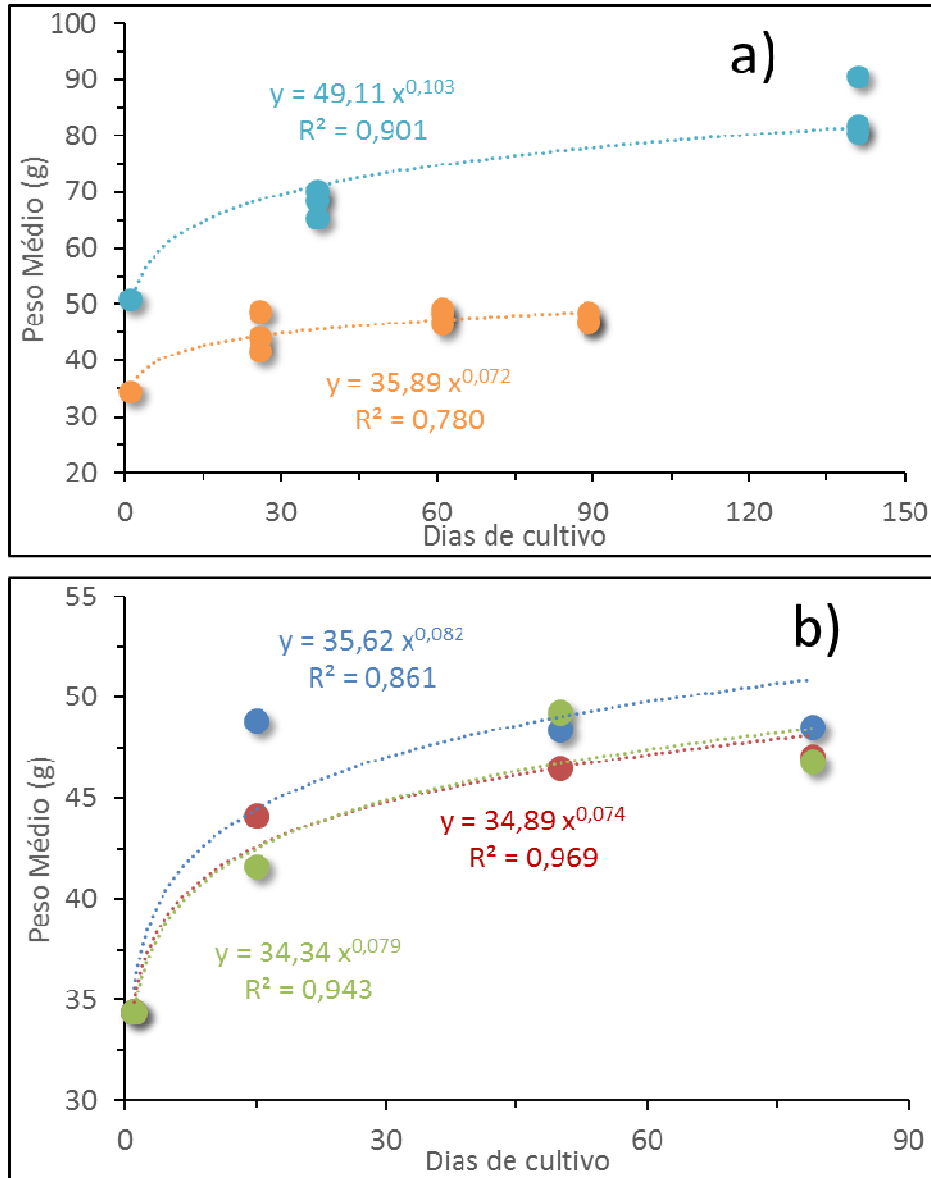 a)
y = 49,11 x^0,103
R² = 0,901
y = 35,89 x^0,072
R² = 0,780
Peso Médio (g)
100
90
80
70
60
50
40
30
20
0 30 60 90 120 150
Dias de cultivo
b)
y = 35,62 x^0,082
R² = 0,861
y = 34,89 x^0,074
R² = 0,969
y = 34,34 x^0,079
R² = 0,943
Peso Médio (g)
55
50
45
40
35
30
0 30 60 90
Dias de cultivo